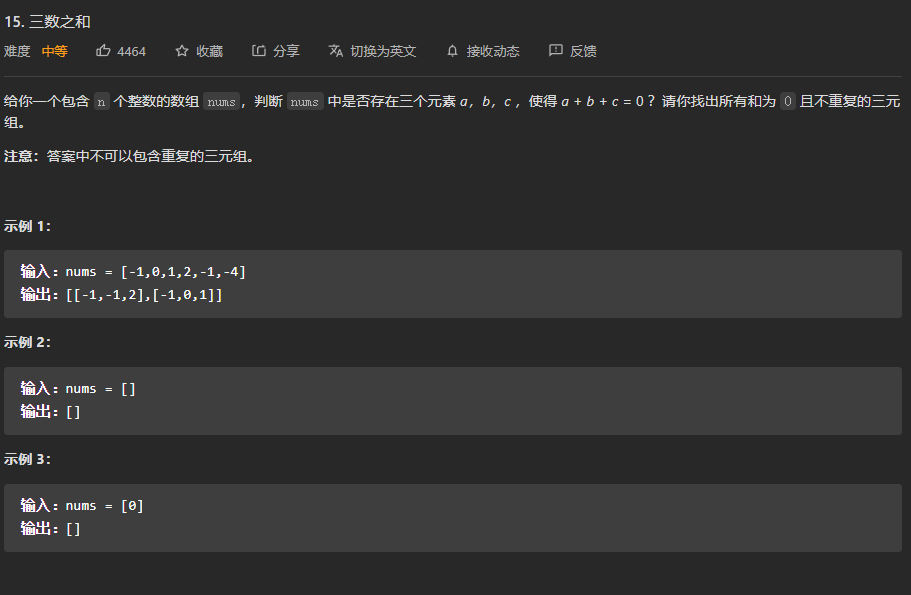 15. 三数之和
难度 中等 4464 收藏 分享 切换为英文 接收动态 反馈
给你一个包含 n 个整数的数组 nums，判断 nums 中是否存在三个元素 a，b，c ，使得 a + b + c = 0 ？请你找出所有和为 0 且不重复的三元
组。
注意：答案中不可以包含重复的三元组。
示例 1：
输入：nums = [-1,0,1,2,-1,-4]
输出：[[-1,-1,2],[-1,0,1]]
示例 2：
输入：nums = []
输出：[]
示例 3：
输入：nums = [0]
输出：[]